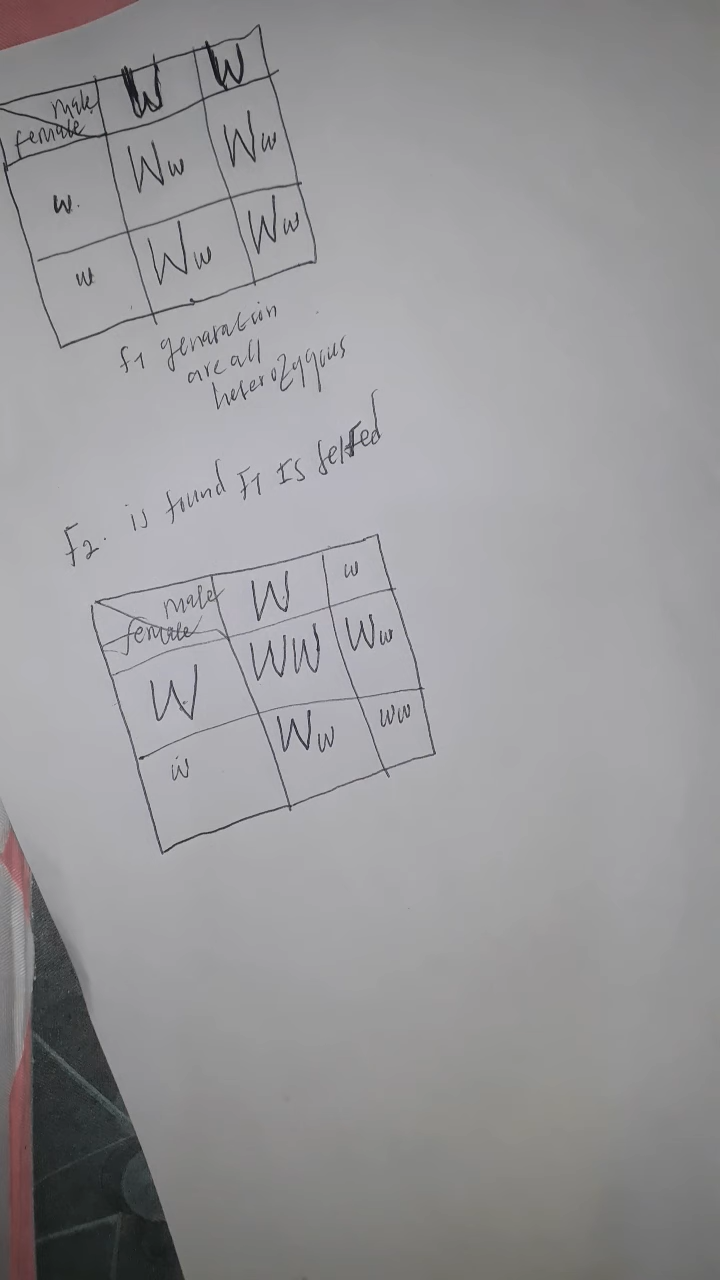 male W W
female
w. Ww Ww
w Ww Ww
f1 genaration
are all
heterozygous
F2. is found F1 Is selfed
male W w
female
W WW Ww
w Ww ww